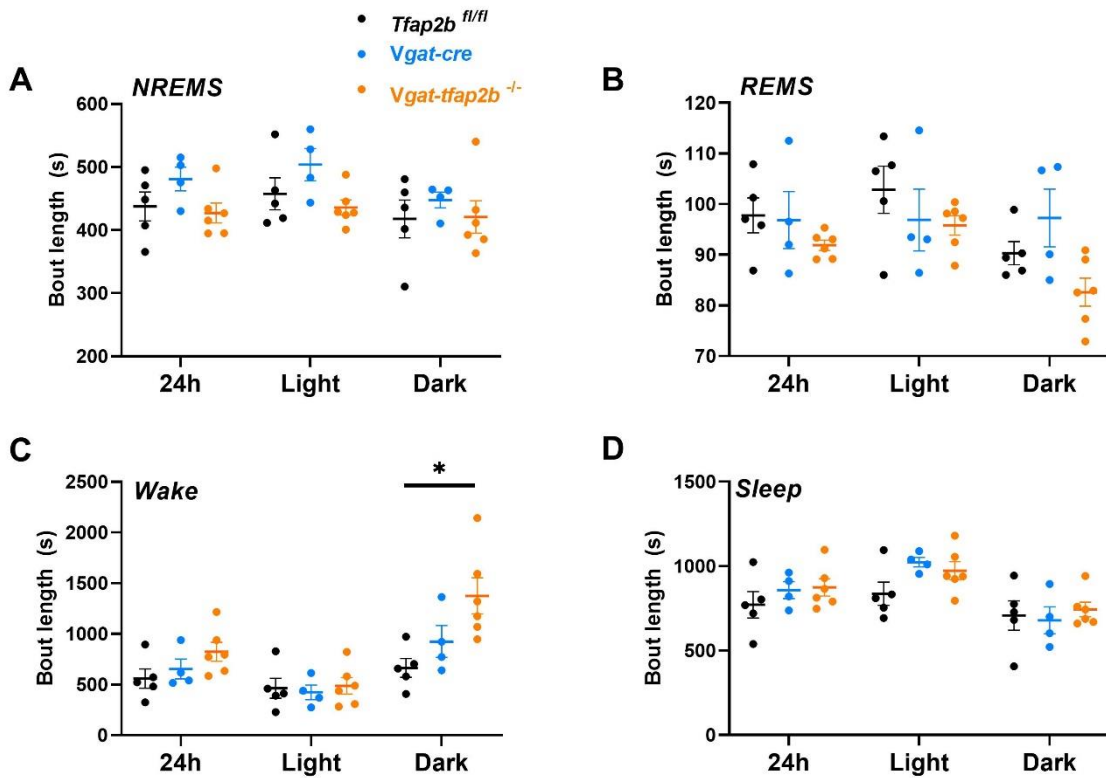 Tfap2b fl/fl
Vgat-cre
Vgat-tfap2b -/-
A
NREMS
Bout length (s)
600
500
400
300
200
24h Light Dark
B
REMS
Bout length (s)
120
110
100
90
80
70
24h Light Dark
C
Wake
Bout length (s)
2500
2000
1500
1000
500
0
*
24h Light Dark
D
Sleep
Bout length (s)
1500
1000
500
0
24h Light Dark